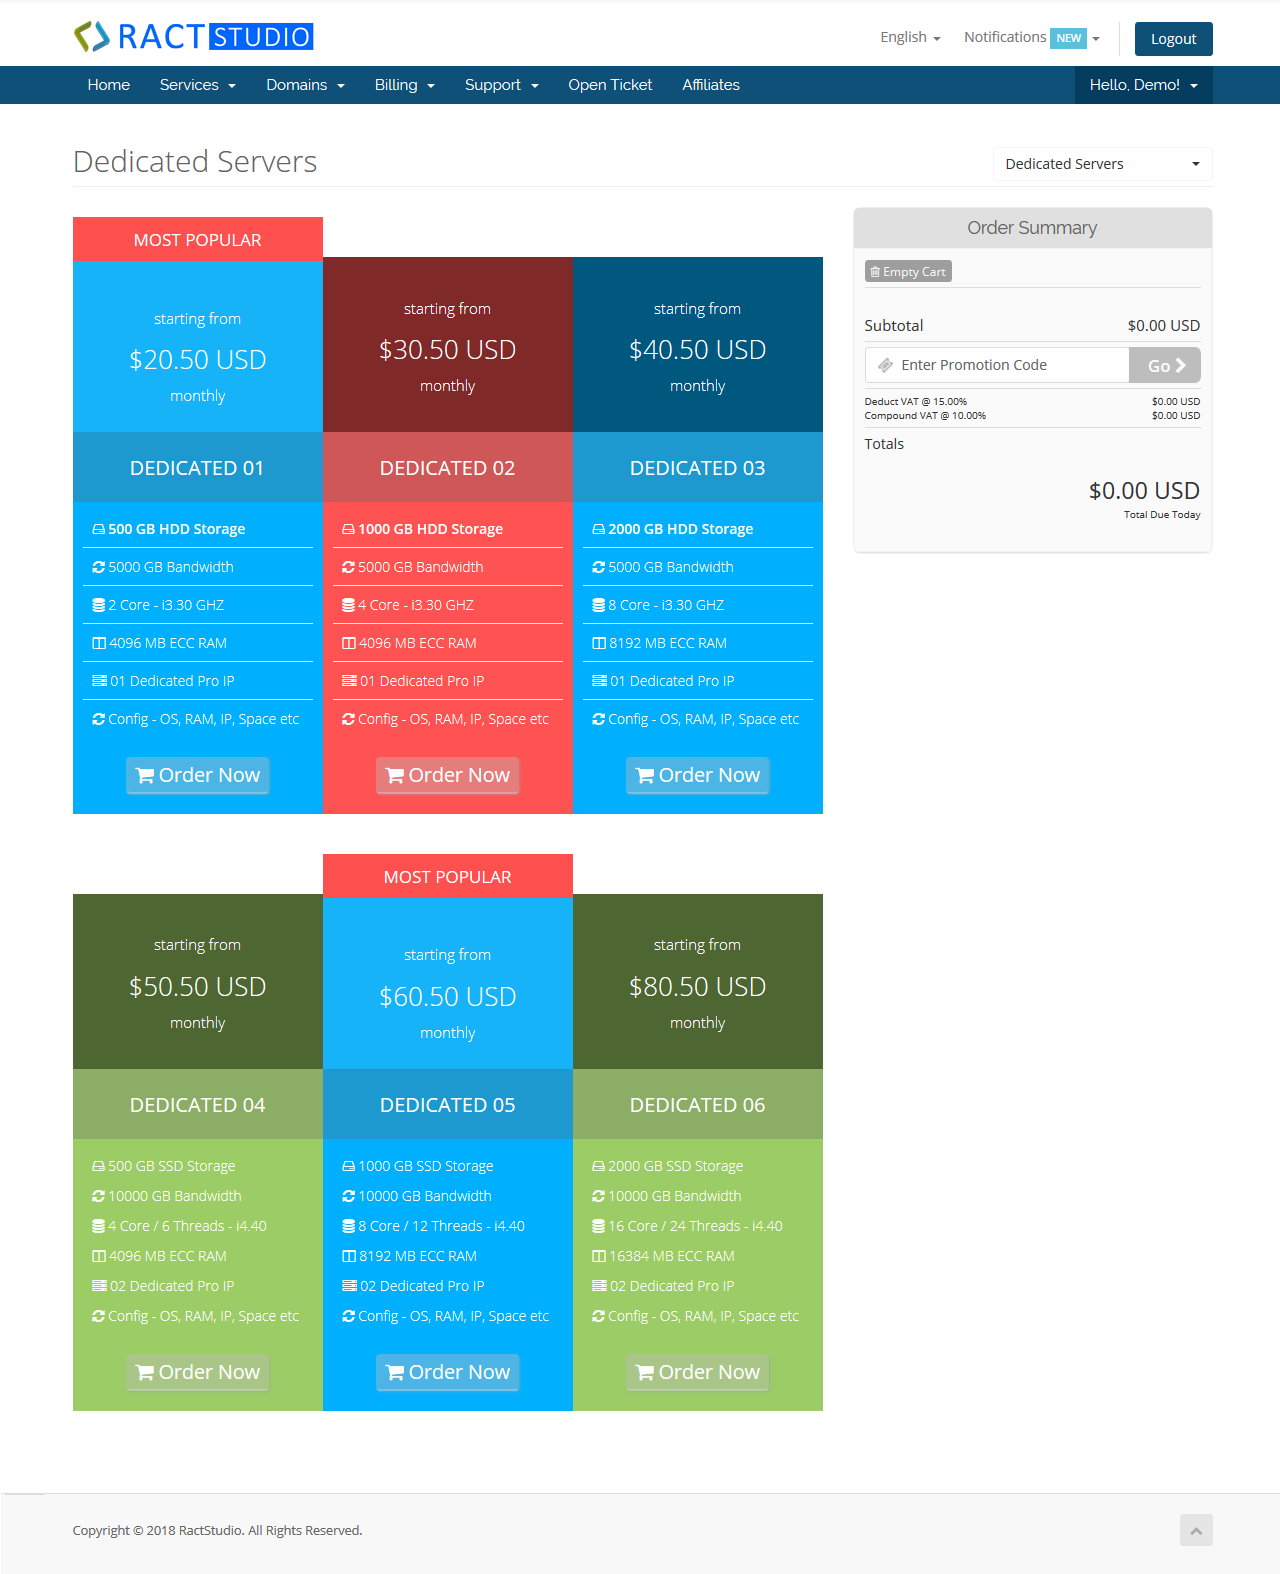 RACT STUDIO
English
Notifications NEW
Logout
Home
Services
Domains
Billing
Support
Open Ticket
Affiliates
Hello, Demo!
Dedicated Servers
Dedicated Servers
MOST POPULAR
starting from
$20.50 USD
monthly
DEDICATED 01
500 GB HDD Storage
5000 GB Bandwidth
2 Core - i3.30 GHZ
4096 MB ECC RAM
01 Dedicated Pro IP
Config - OS, RAM, IP, Space etc
Order Now
starting from
$30.50 USD
monthly
DEDICATED 02
1000 GB HDD Storage
5000 GB Bandwidth
4 Core - i3.30 GHZ
4096 MB ECC RAM
01 Dedicated Pro IP
Config - OS, RAM, IP, Space etc
Order Now
starting from
$40.50 USD
monthly
DEDICATED 03
2000 GB HDD Storage
5000 GB Bandwidth
8 Core - i3.30 GHZ
8192 MB ECC RAM
01 Dedicated Pro IP
Config - OS, RAM, IP, Space etc
Order Now
Order Summary
Empty Cart
Subtotal $0.00 USD
Enter Promotion Code Go
Deduct VAT @ 15.00% $0.00 USD
Compound VAT @ 10.00% $0.00 USD
Totals
$0.00 USD
Total Due Today
starting from
$50.50 USD
monthly
DEDICATED 04
500 GB SSD Storage
10000 GB Bandwidth
4 Core / 6 Threads - i4.40
4096 MB ECC RAM
02 Dedicated Pro IP
Config - OS, RAM, IP, Space etc
Order Now
MOST POPULAR
starting from
$60.50 USD
monthly
DEDICATED 05
1000 GB SSD Storage
10000 GB Bandwidth
8 Core / 12 Threads - i4.40
8192 MB ECC RAM
02 Dedicated Pro IP
Config - OS, RAM, IP, Space etc
Order Now
starting from
$80.50 USD
monthly
DEDICATED 06
2000 GB SSD Storage
10000 GB Bandwidth
16 Core / 24 Threads - i4.40
16384 MB ECC RAM
02 Dedicated Pro IP
Config - OS, RAM, IP, Space etc
Order Now
Copyright © 2018 RactStudio. All Rights Reserved.